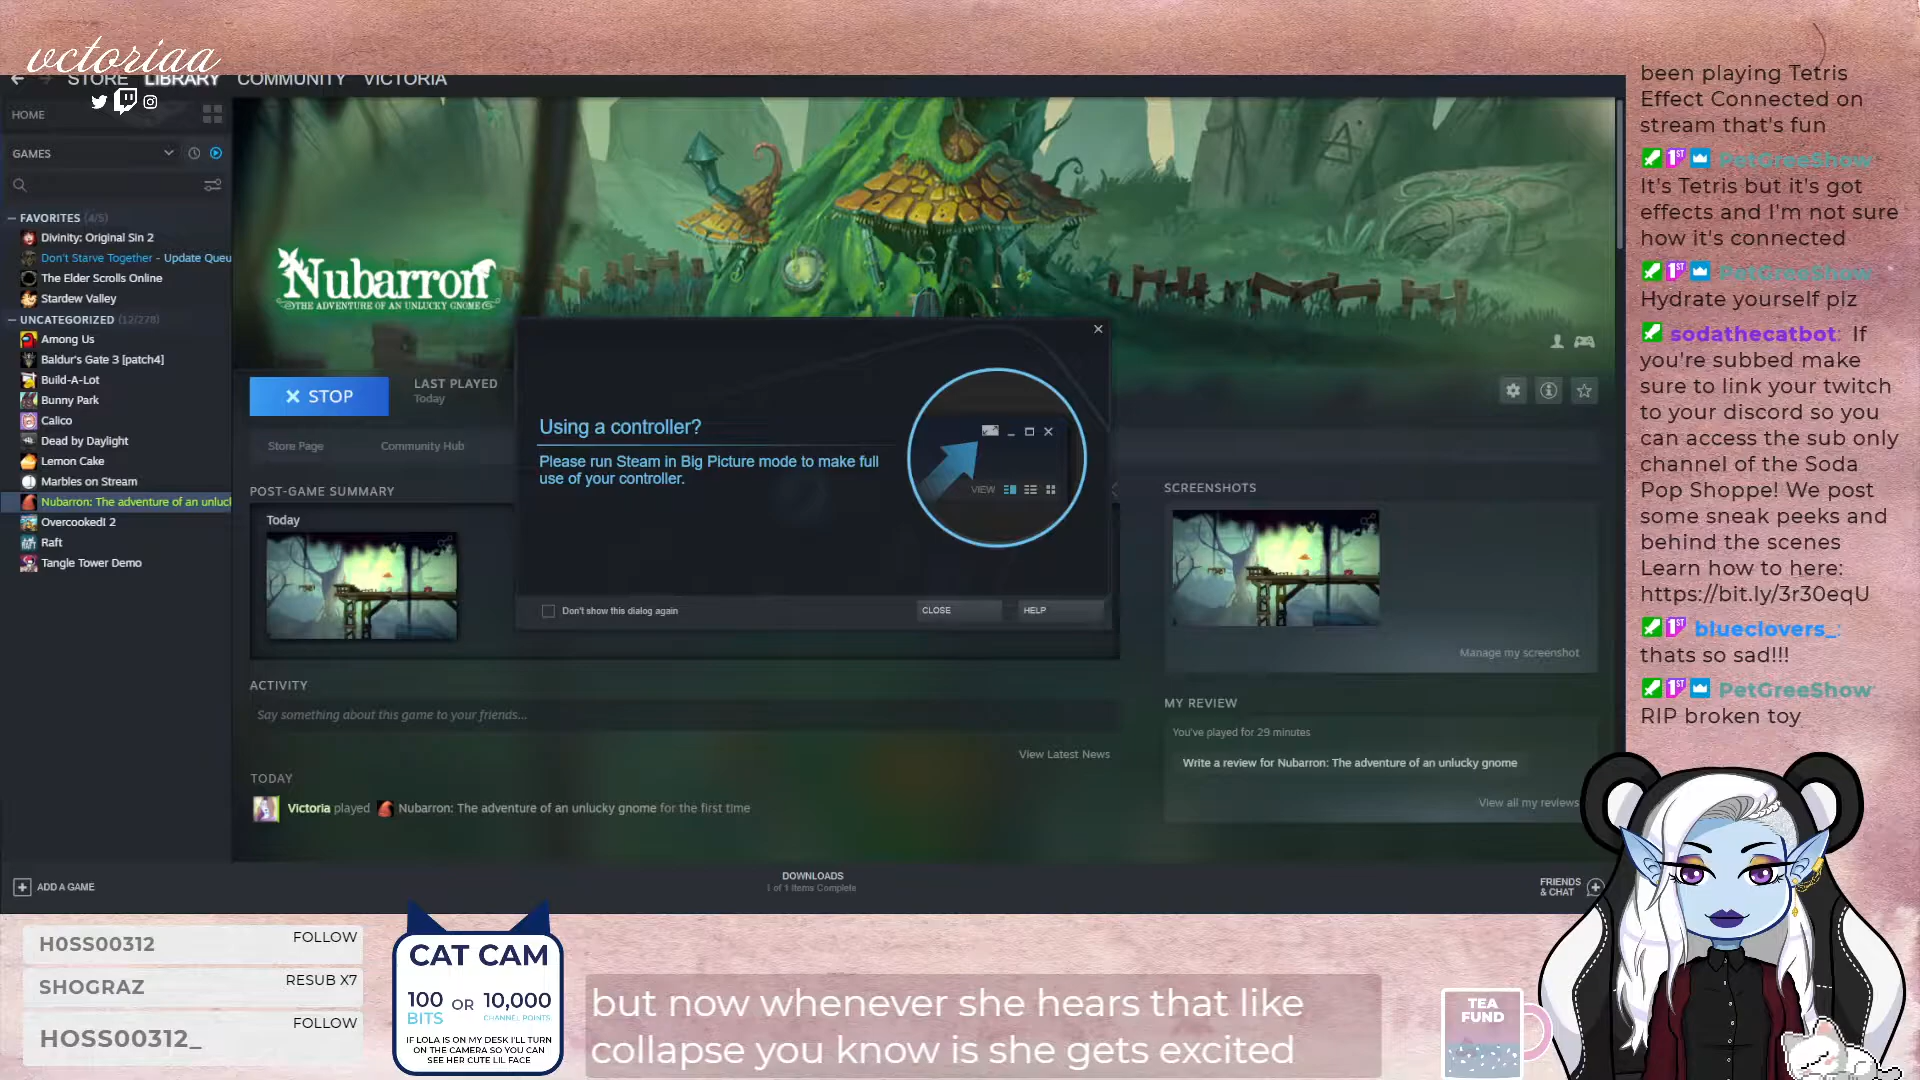 vctoriaa
STORE LIBRARY COMMUNITY VICTORIA
HOME
GAMES
— FAVORITES (4/5)
Divinity: Original Sin 2
Don't Starve Together - Update Queu
The Elder Scrolls Online
Stardew Valley
— UNCATEGORIZED (12/278)
Among Us
Baldur's Gate 3 [patch4]
Build-A-Lot
Bunny Park
Calico
Dead by Daylight
Lemon Cake
Marbles on Stream
Nubarron: The adventure of an unluck
Overcooked! 2
Raft
Tangle Tower Demo
ADD A GAME
Nubarron
THE ADVENTURE OF AN UNLUCKY GNOME
STOP
LAST PLAYED
Today
Store Page
Community Hub
Using a controller?
Please run Steam in Big Picture mode to make full
use of your controller.
VIEW
Don't show this dialog again
CLOSE
HELP
POST-GAME SUMMARY
Today
SCREENSHOTS
Manage my screenshot
ACTIVITY
Say something about this game to your friends...
View Latest News
TODAY
Victoria played Nubarron: The adventure of an unlucky gnome for the first time
MY REVIEW
You've played for 29 minutes
Write a review for Nubarron: The adventure of an unlucky gnome
View all my reviews
DOWNLOADS
1 of 1 Items Complete
FRIENDS
& CHAT
been playing Tetris
Effect Connected on
stream that's fun
1ST PetGreeShow:
It's Tetris but it's got
effects and I'm not sure
how it's connected
1ST PetGreeShow:
Hydrate yourself plz
sodathecatbot: If
you're subbed make
sure to link your twitch
to your discord so you
can access the sub only
channel of the Soda
Pop Shoppe! We post
some sneak peeks and
behind the scenes
Learn how to here:
https://bit.ly/3r30eqU
1ST blueclovers_:
thats so sad!!!
1ST PetGreeShow:
RIP broken toy
H0SS00312 FOLLOW
SHOGRAZ RESUB X7
HOSS00312_ FOLLOW
CAT CAM
100 OR 10,000
BITS CHANNEL POINTS
IF LOLA IS ON MY DESK I'LL TURN
ON THE CAMERA SO YOU CAN
SEE HER CUTE LIL FACE
but now whenever she hears that like
collapse you know is she gets excited
TEA
FUND